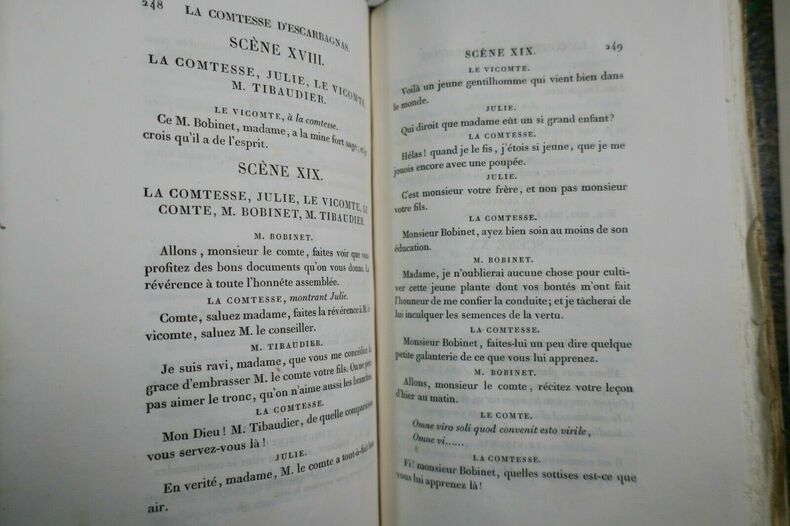 248
LA COMTESSE D'ESCARBAGNAS.
SCÈNE XVIII.
LA COMTESSE, JULIE, LE VICOMTE,
M. TIBAUDIER.
LE VICOMTE, à la comtesse.
Ce M. Bobinet, madame, a la mine fort sage; et je
crois qu'il a de l'esprit.
SCÈNE XIX.
LA COMTESSE, JULIE, LE VICOMTE, LE
COMTE, M. BOBINET, M. TIBAUDIER.
M. BOBINET.
Allons, monsieur le comte, faites voir que vous
profitez des bons documents qu'on vous donne. La
révérence à toute l'honnête assemblée.
LA COMTESSE, montrant Julie.
Comte, saluez madame, faites la révérence à M. le
vicomte, saluez M. le conseiller.
M. TIBAUDIER.
Je suis ravi, madame, que vous me concédiez la
grace d'embrasser M. le comte votre fils. On ne peut
pas aimer le tronc, qu'on n'aime aussi les branches.
LA COMTESSE.
Mon Dieu! M. Tibaudier, de quelle comparaison
vous servez-vous là!
JULIE.
En vérité, madame, M. le comte a tout-à-fait bon
air.
SCÈNE XIX.
249
LE VICOMTE.
Voilà un jeune gentilhomme qui vient bien dans
le monde.
JULIE.
Qui diroit que madame eût un si grand enfant?
LA COMTESSE.
Hélas! quand je le fis, j'étois si jeune, que je me
jouois encore avec une poupée.
JULIE.
C'est monsieur votre frère, et non pas monsieur
votre fils.
LA COMTESSE.
Monsieur Bobinet, ayez bien soin au moins de son
éducation.
M. BOBINET.
Madame, je n'oublierai aucune chose pour culti-
ver cette jeune plante dont vos bontés m'ont fait
l'honneur de me confier la conduite; et je tâcherai de
lui inculquer les semences de la vertu.
LA COMTESSE.
Monsieur Bobinet, faites-lui un peu dire quelque
petite galanterie de ce que vous lui apprenez.
M. BOBINET.
Allons, monsieur le comte, récitez votre leçon
d'hier au matin.
LE COMTE.
Omne viro soli quod convenit esto virile,
Omne vi......
LA COMTESSE.
Fi! monsieur Bobinet, quelles sottises est-ce que
vous lui apprenez là!